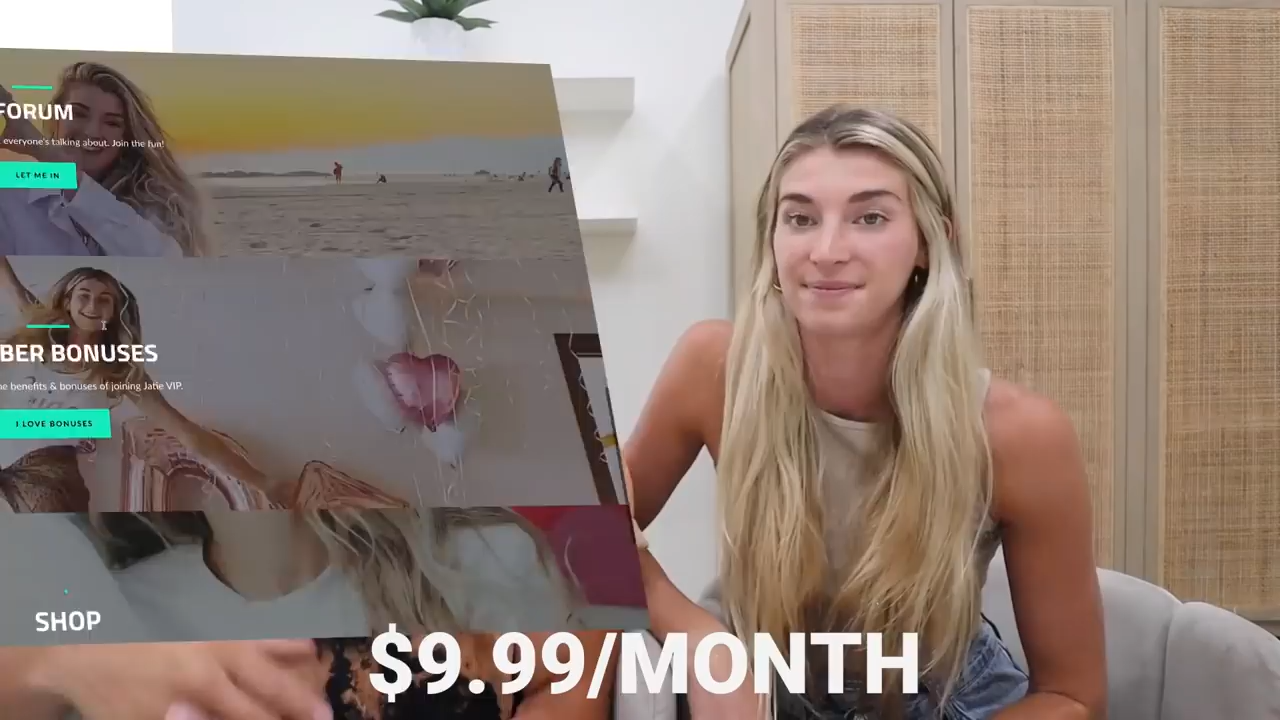 FORUM
everyone's talking about. Join the fun!
LET ME IN
BER BONUSES
benefits & bonuses of joining Jatie VIP.
I LOVE BONUSES
SHOP
$9.99/MONTH